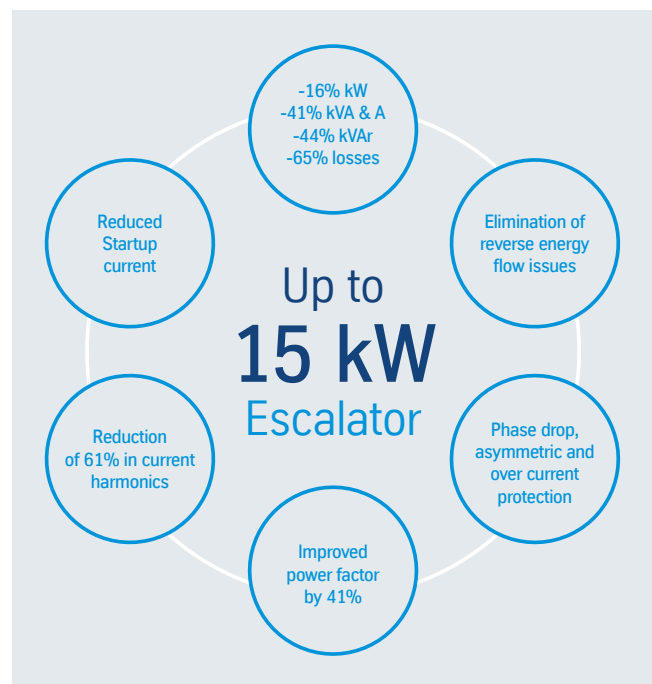 -16% kW
-41% kVA & A
-44% kVAr
-65% losses
Reduced
Startup
current
Elimination of
reverse energy
flow issues
Up to
15 kW
Escalator
Reduction
of 61% in current
harmonics
Phase drop,
asymmetric and
over current
protection
Improved
power factor
by 41%